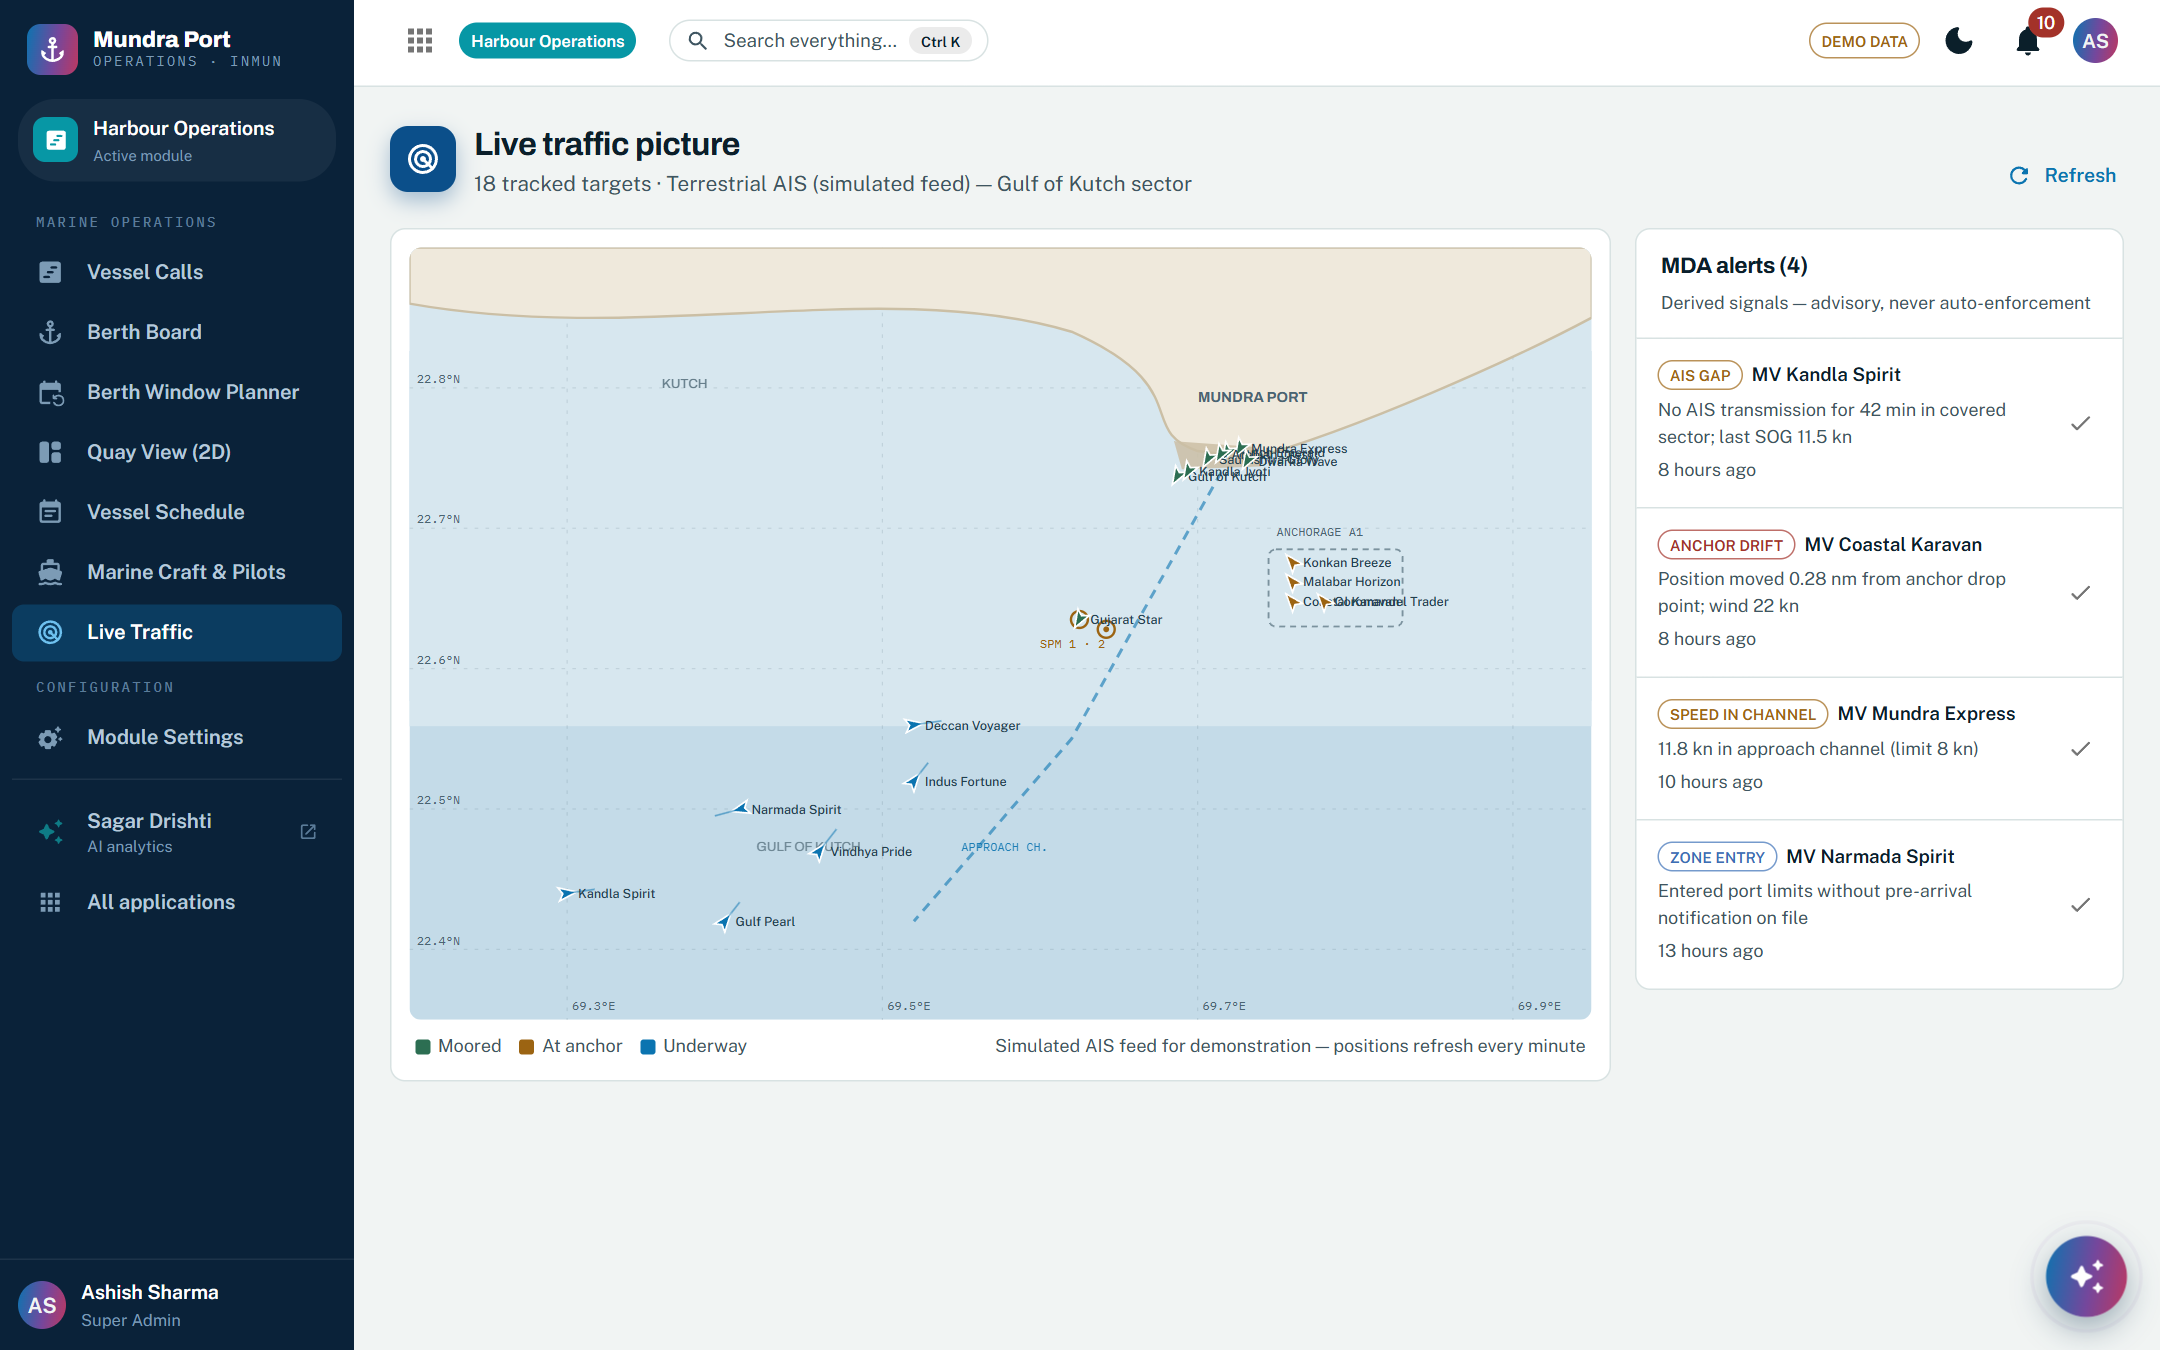 Mundra Port
OPERATIONS · INMUN
Harbour Operations
Active module
MARINE OPERATIONS
Vessel Calls
Berth Board
Berth Window Planner
Quay View (2D)
Vessel Schedule
Marine Craft & Pilots
Live Traffic
CONFIGURATION
Module Settings
Sagar Drishti
AI analytics
All applications
AS
Ashish Sharma
Super Admin
Harbour Operations
Search everything...
Ctrl K
DEMO DATA
10
AS
Live traffic picture
18 tracked targets · Terrestrial AIS (simulated feed) — Gulf of Kutch sector
Refresh
22.8°N
KUTCH
MUNDRA PORT
Mundra Express
Dwarka Wave
Kandla Jyoti
Gulf of Kutch
22.7°N
ANCHORAGE A1
Konkan Breeze
Malabar Horizon
Coromandel Trader
Gujarat Star
SPM 1 · 2
22.6°N
Deccan Voyager
Indus Fortune
22.5°N
Narmada Spirit
GULF OF KUTCH
Vindhya Pride
APPROACH CH.
Kandla Spirit
Gulf Pearl
22.4°N
69.3°E
69.5°E
69.7°E
69.9°E
Moored
At anchor
Underway
Simulated AIS feed for demonstration — positions refresh every minute
MDA alerts (4)
Derived signals — advisory, never auto-enforcement
AIS GAP MV Kandla Spirit
No AIS transmission for 42 min in covered
sector; last SOG 11.5 kn
8 hours ago
ANCHOR DRIFT MV Coastal Karavan
Position moved 0.28 nm from anchor drop
point; wind 22 kn
8 hours ago
SPEED IN CHANNEL MV Mundra Express
11.8 kn in approach channel (limit 8 kn)
10 hours ago
ZONE ENTRY MV Narmada Spirit
Entered port limits without pre-arrival
notification on file
13 hours ago